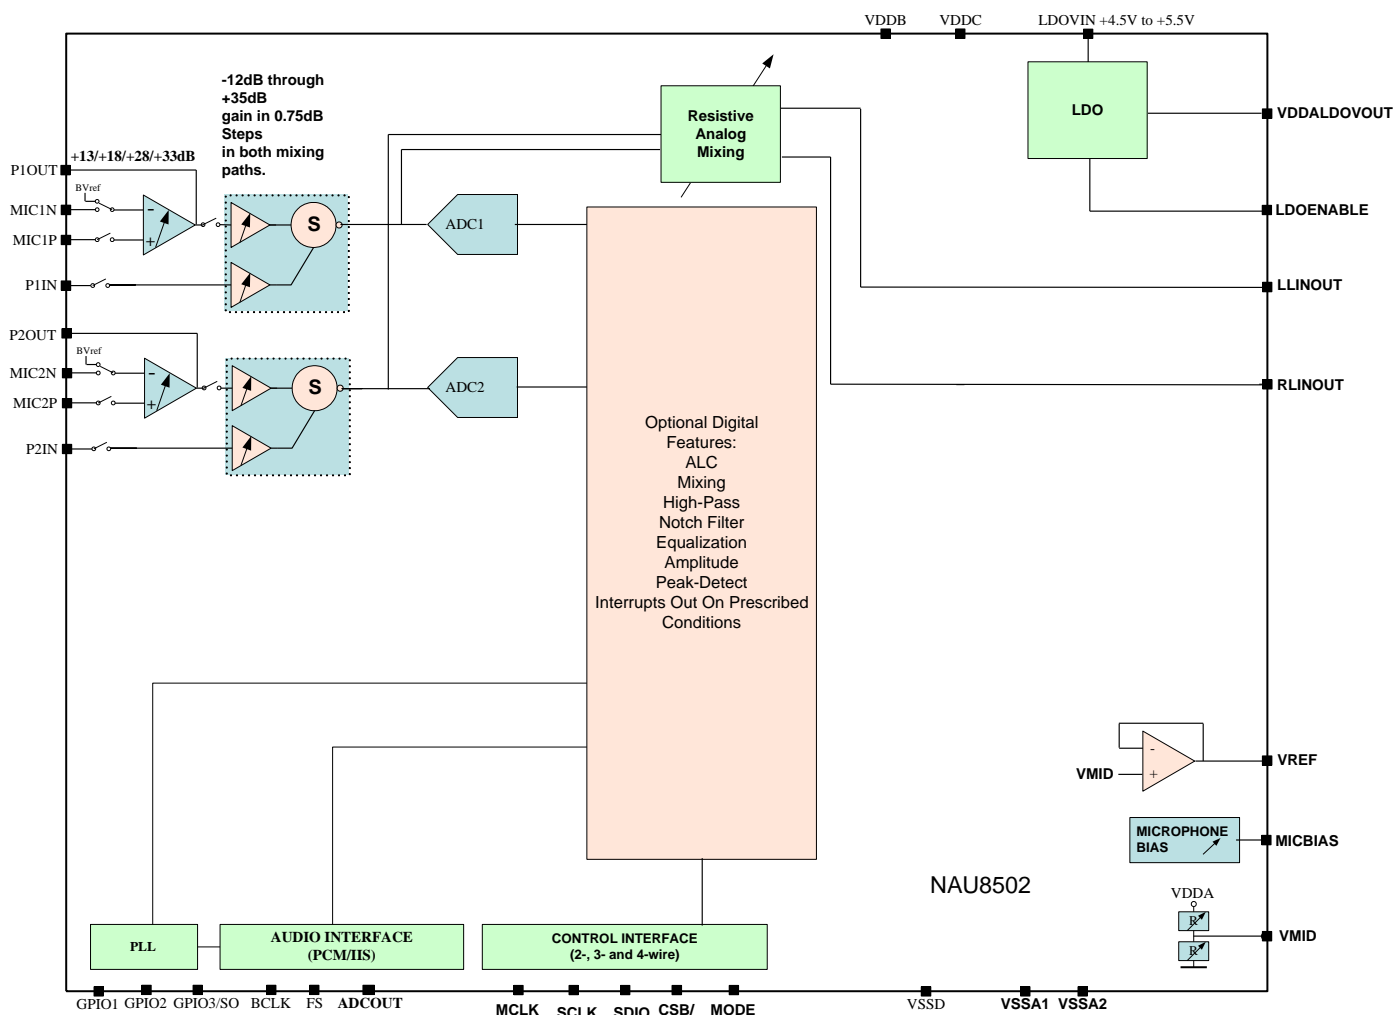 VDDB
VDDC
LDOVIN +4.5V to +5.5V
-12dB through
+35dB
gain in 0.75dB
Steps
in both mixing
paths.
+13/+18/+28/+33dB
Resistive
Analog
Mixing
LDO
VDDALDOVOUT
P1OUT
BVref
MIC1N
-
MIC1P
+
S
ADC1
LDOENABLE
P1IN
LLINOUT
P2OUT
BVref
MIC2N
-
MIC2P
+
S
ADC2
RLINOUT
P2IN
Optional Digital
Features:
ALC
Mixing
High-Pass
Notch Filter
Equalization
Amplitude
Peak-Detect
Interrupts Out On Prescribed
Conditions
-
VMID
+
VREF
MICROPHONE
BIAS
MICBIAS
NAU8502
VDDA
R
R
VMID
PLL
AUDIO INTERFACE
(PCM/IIS)
CONTROL INTERFACE
(2-, 3- and 4-wire)
GPIO1
GPIO2
GPIO3/SO
BCLK
FS
ADCOUT
MCLK
SCLK
SDIO
CSB/
MODE
VSSD
VSSA1
VSSA2